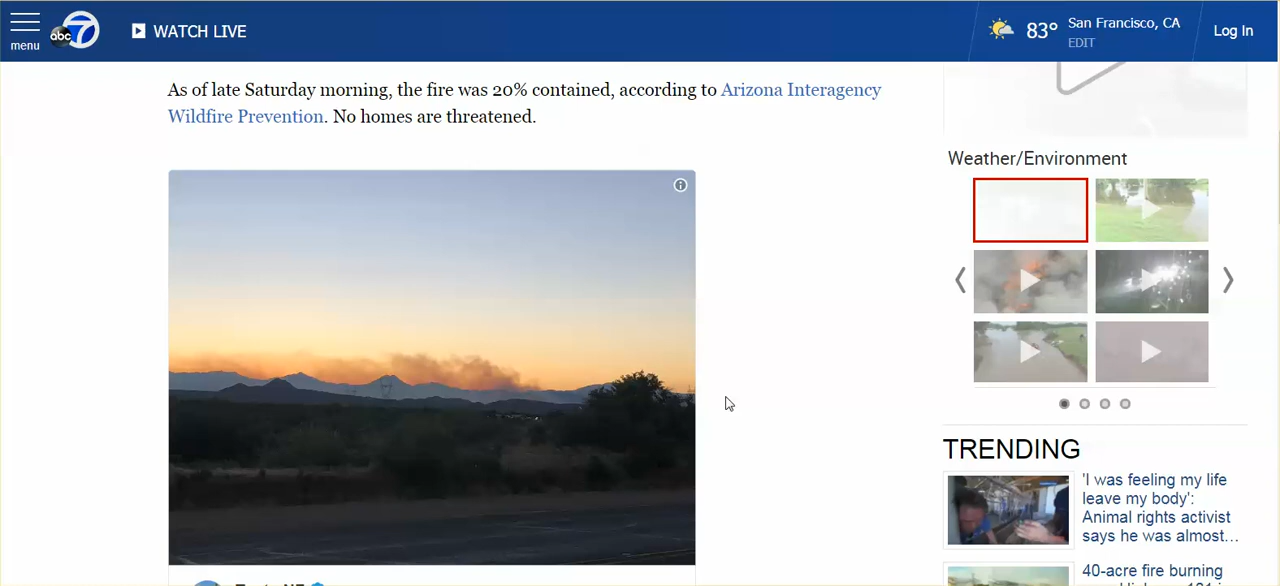 menu
abc 7
WATCH LIVE
83°
San Francisco, CA
EDIT
Log In
As of late Saturday morning, the fire was 20% contained, according to Arizona Interagency
Wildfire Prevention. No homes are threatened.
Weather/Environment
TRENDING
'I was feeling my life
leave my body':
Animal rights activist
says he was almost...
40-acre fire burning